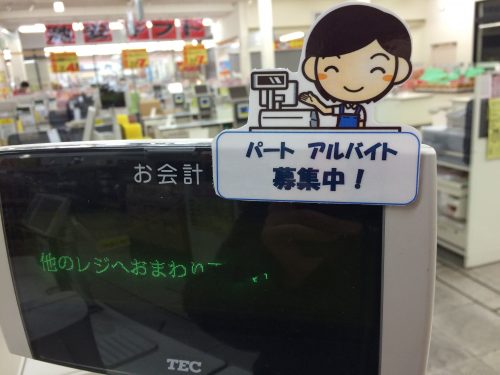 パート アルバイト
募集中！
お会計
他のレジへおまわり
TEC